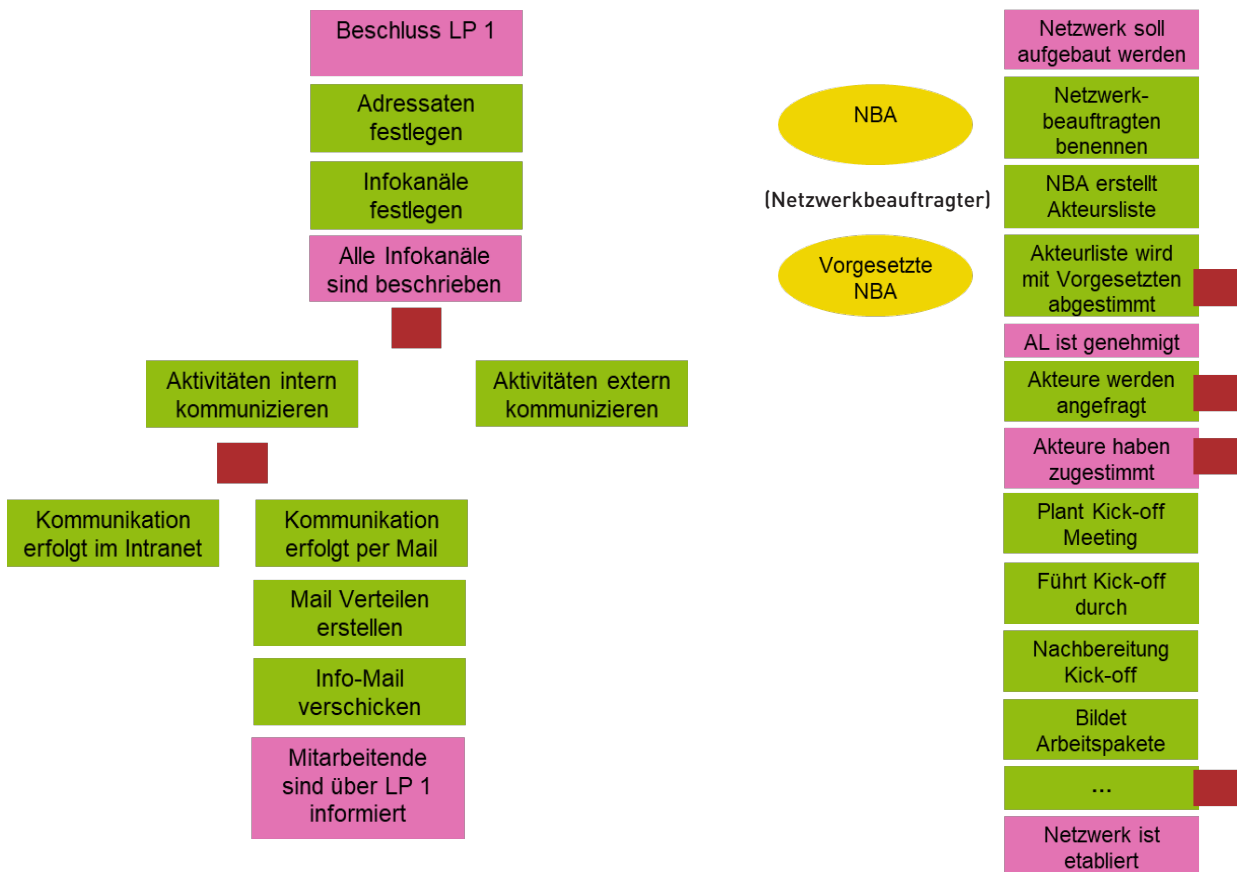 Beschluss LP 1
Adressaten
festlegen
Infokanäle
festlegen
Alle Infokanäle
sind beschrieben
Aktivitäten intern
kommunizieren
Aktivitäten extern
kommunizieren
Kommunikation
erfolgt im Intranet
Kommunikation
erfolgt per Mail
Mail Verteilen
erstellen
Info-Mail
verschicken
Mitarbeitende
sind über LP 1
informiert
NBA
(Netzwerkbeauftragter)
Vorgesetzte
NBA
Netzwerk soll
aufgebaut werden
Netzwerk-
beauftragten
benennen
NBA erstellt
Akteursliste
Akteurliste wird
mit Vorgesetzten
abgestimmt
AL ist genehmigt
Akteure werden
angefragt
Akteure haben
zugestimmt
Plant Kick-off
Meeting
Führt Kick-off
durch
Nachbereitung
Kick-off
Bildet
Arbeitspakete
...
Netzwerk ist
etabliert